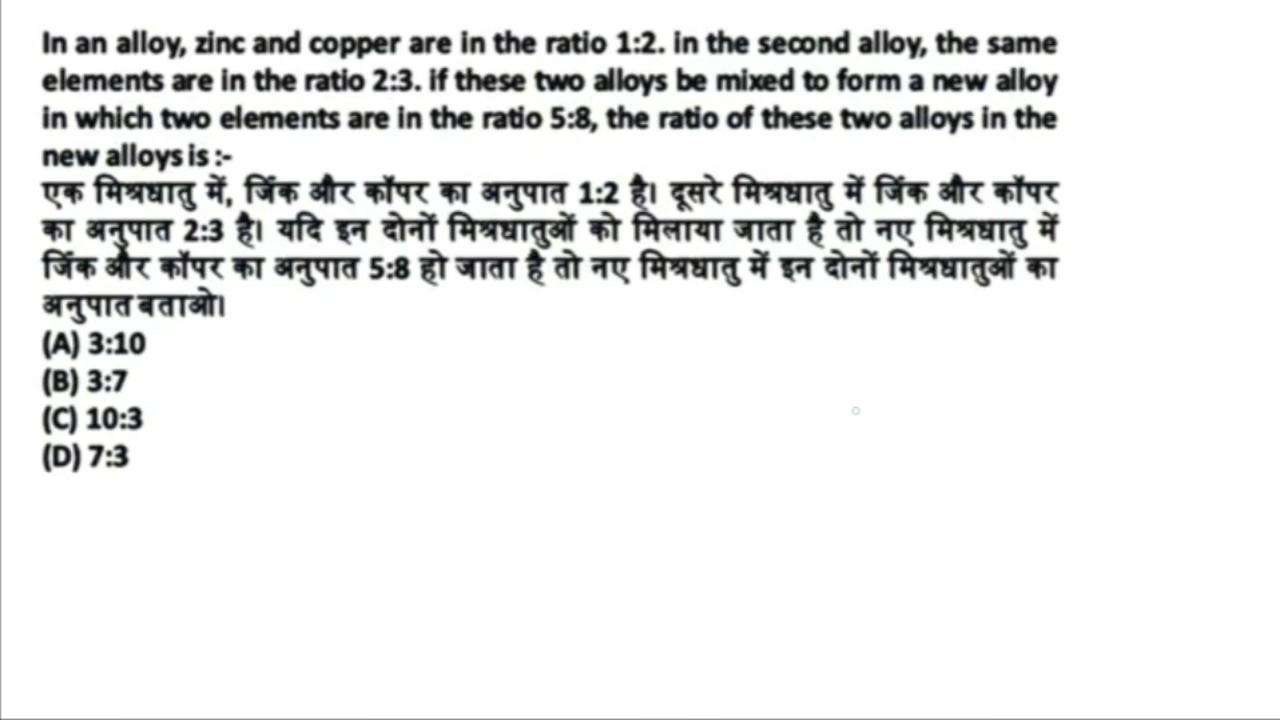 In an alloy, zinc and copper are in the ratio 1:2. in the second alloy, the same
elements are in the ratio 2:3. if these two alloys be mixed to form a new alloy
in which two elements are in the ratio 5:8, the ratio of these two alloys in the
new alloys is :-
एक मिश्रधातु में, जिंक और कॉपर का अनुपात 1:2 है। दूसरे मिश्रधातु में जिंक और कॉपर
का अनुपात 2:3 है। यदि इन दोनों मिश्रधातुओं को मिलाया जाता है तो नए मिश्रधातु में
जिंक और कॉपर का अनुपात 5:8 हो जाता है तो नए मिश्रधातु में इन दोनों मिश्रधातुओं का
अनुपात बताओ।
(A) 3:10
(B) 3:7
(C) 10:3
(D) 7:3